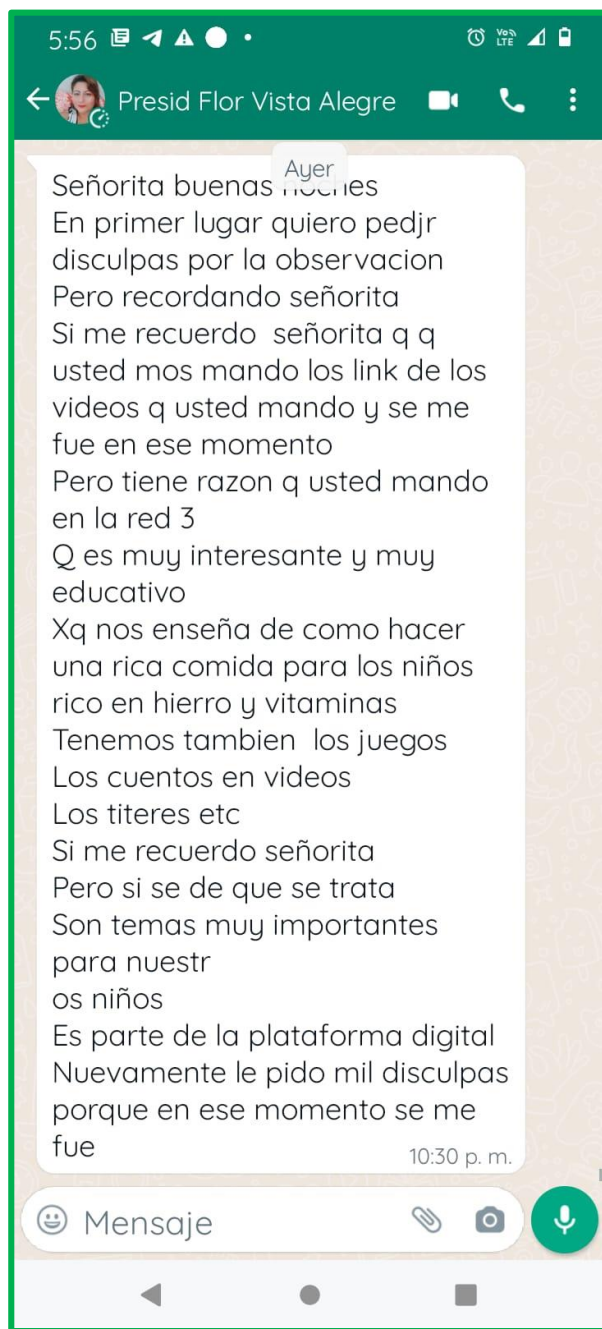 5:56
Vo)) LTE
Presid Flor Vista Alegre
Ayer
Señorita buenas noches
En primer lugar quiero pedjr
disculpas por la observacion
Pero recordando señorita
Si me recuerdo señorita q q
usted mos mando los link de los
videos q usted mando y se me
fue en ese momento
Pero tiene razon q usted mando
en la red 3
Q es muy interesante y muy
educativo
Xq nos enseña de como hacer
una rica comida para los niños
rico en hierro y vitaminas
Tenemos tambien los juegos
Los cuentos en videos
Los titeres etc
Si me recuerdo señorita
Pero si se de que se trata
Son temas muy importantes
para nuestr
os niños
Es parte de la plataforma digital
Nuevamente le pido mil disculpas
porque en ese momento se me
fue
10:30 p. m.
Mensaje